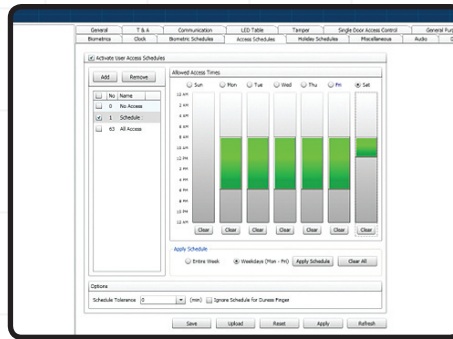 General T & A Communication LED Table Tamper Single Door Access Control General Purp
Biometrics Clock Biometric Schedules Access Schedules Holiday Schedules Miscellaneous Audio
Activate User Access Schedules
Add Remove
No Name
0 No Access
1 Schedule
63 All Access
Allowed Access Times
Sun Mon Tue Wed Thu Fri Sat
12 AM
2 AM
4 AM
6 AM
8 AM
10 AM
12 PM
2 PM
4 PM
6 PM
8 PM
10 PM
12 AM
Clear Clear Clear Clear Clear Clear Clear
Apply Schedule
Entire Week Weekdays (Mon - Fri) Apply Schedule Clear All
Options
Schedule Tolerance 0 (min) Ignore Schedule for Duress Finger
Save Upload Reset Apply Refresh